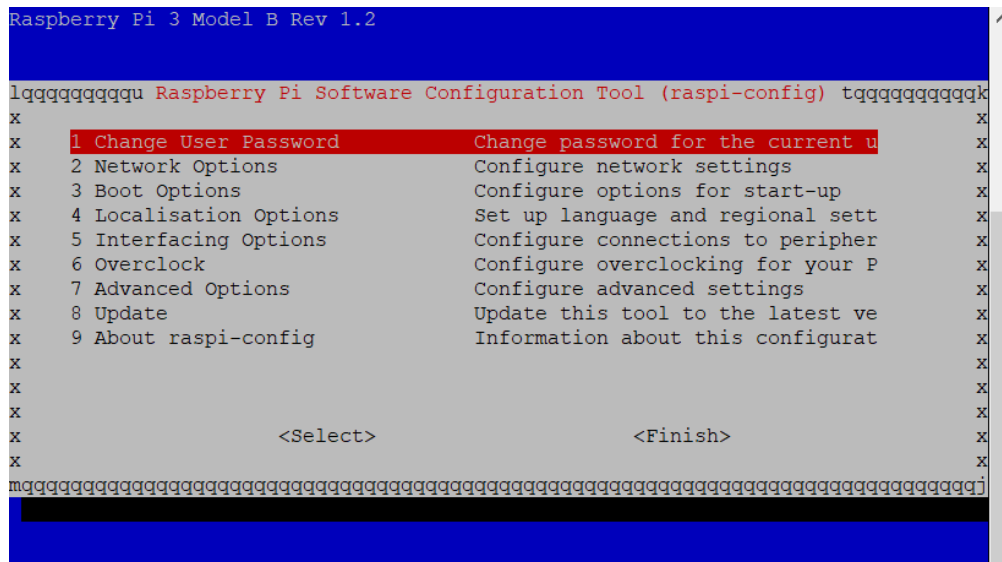 Raspberry Pi 3 Model B Rev 1.2
lqqqqqqqqqu Raspberry Pi Software Configuration Tool (raspi-config) tqqqqqqqqqqk
x x
x 1 Change User Password Change password for the current u x
x 2 Network Options Configure network settings x
x 3 Boot Options Configure options for start-up x
x 4 Localisation Options Set up language and regional sett x
x 5 Interfacing Options Configure connections to peripher x
x 6 Overclock Configure overclocking for your P x
x 7 Advanced Options Configure advanced settings x
x 8 Update Update this tool to the latest ve x
x 9 About raspi-config Information about this configurat x
x x
x x
x x
x <Select> <Finish> x
x x
mqqqqqqqqqqqqqqqqqqqqqqqqqqqqqqqqqqqqqqqqqqqqqqqqqqqqqqqqqqqqqqqqqqqqqqqqqqqqqqj